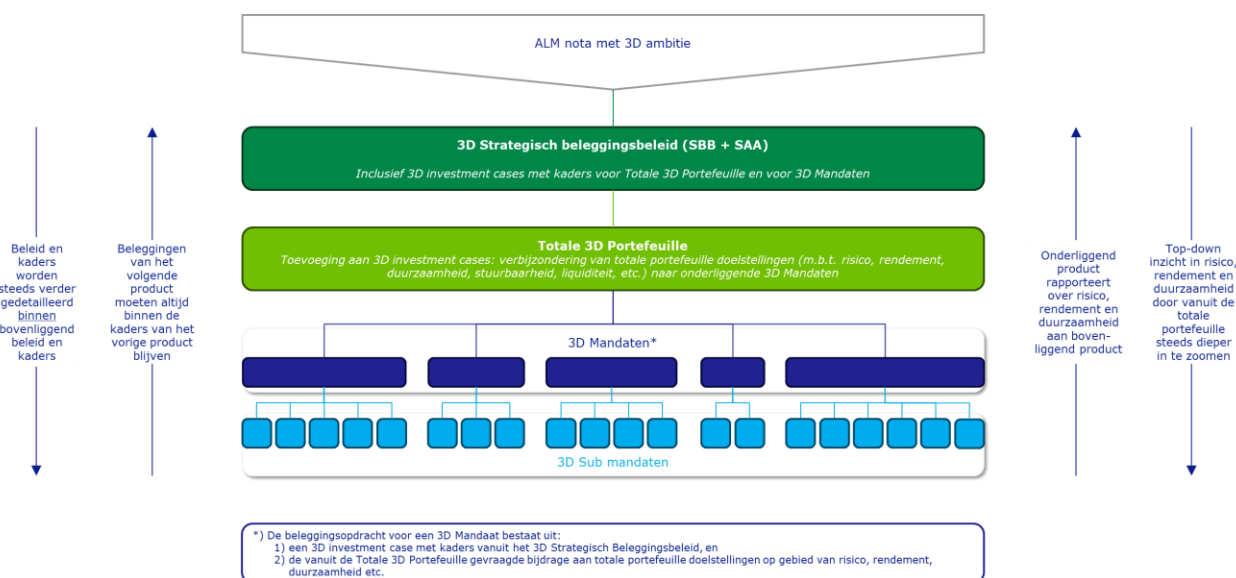 ALM nota met 3D ambitie
3D Strategisch beleggingsbeleid (SBB + SAA)
Inclusief 3D investment cases met kaders voor Totale 3D Portefeuille en voor 3D Mandaten
Totale 3D Portefeuille
Toevoeging aan 3D investment cases: verbijzondering van totale portefeuille doelstellingen (m.b.t. risico, rendement,
duurzaamheid, stuurbaarheid, liquiditeit, etc.) naar onderliggende 3D Mandaten
Beleid en
kaders
worden
steeds verder
gedetailleerd
binnen
bovenliggend
beleid en
kaders
Beleggingen
van het
volgende
product
moeten altijd
binnen de
kaders van het
vorige product
blijven
3D Mandaten*
3D Sub mandaten
Onderliggend
product
rapporteert
over risico,
rendement en
duurzaamheid
aan boven-
liggend product
Top-down
inzicht in risico,
rendement en
duurzaamheid
door vanuit de
totale
portefeuille
steeds dieper
in te zoomen
*) De beleggingsopdracht voor een 3D Mandaat bestaat uit:
1) een 3D investment case met kaders vanuit het 3D Strategisch Beleggingsbeleid, en
2) de vanuit de Totale 3D Portefeuille gevraagde bijdrage aan totale portefeuille doelstellingen op gebied van risico, rendement,
duurzaamheid etc.